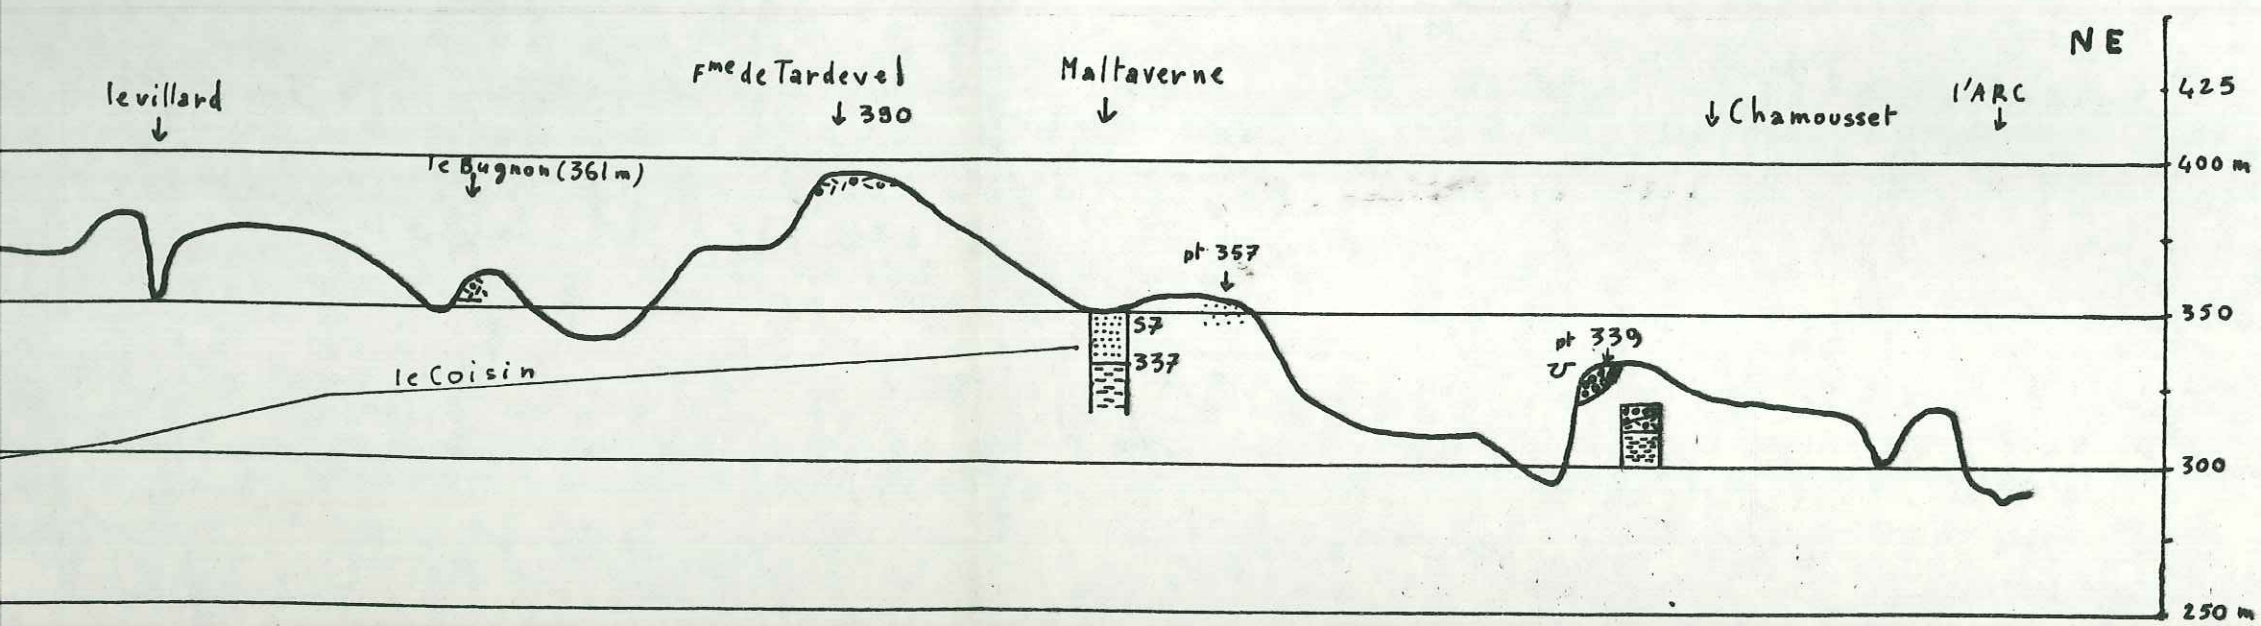 NE
425
le villard
Fme de Tardevel
↓ 390
Maltaverne
↓ Chamousset
l'ARC
400 m
le Bugnon (361 m)
pt 357
350
57
337
pt 339
le Coisin
300
250 m